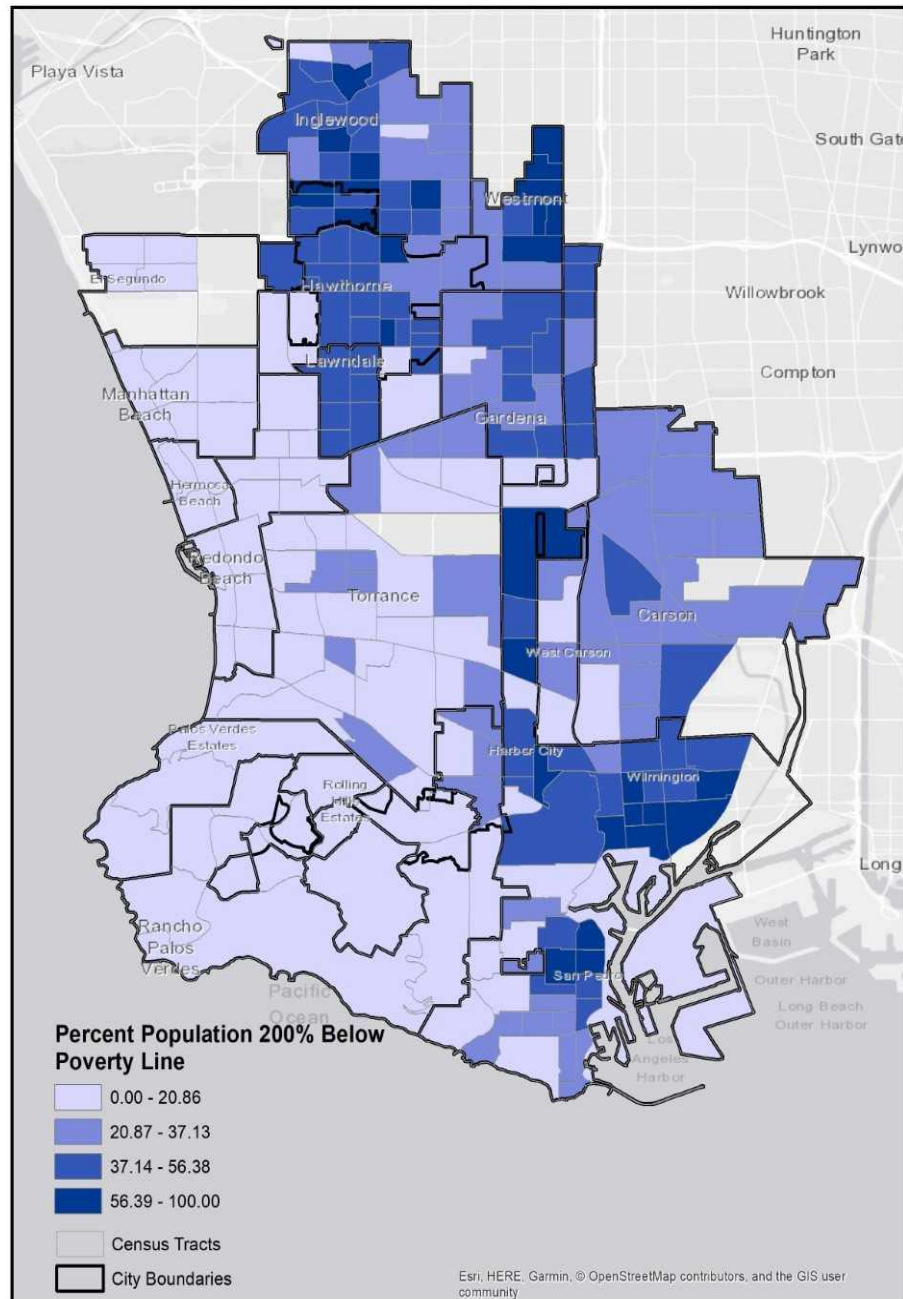 Huntington
Park
Playa Vista
Inglewood
South Gate
Westmont
Lynwo
El Segundo
Hawthorne
Willowbrook
Lawndale
Compton
Manhattan
Beach
Gardena
Hermosa
Beach
Redondo
Beach
Torrance
Carson
West Carson
Palos Verdes
Estates
Harbor City
Rolling
Hills
Estates
Wilmington
Long
Rancho
Palos
Verdes
West
Basin
San Pedro
Outer Harbor
Pacific
Ocean
Long Beach
Outer Harbor
Los
Angeles
Harbor
Percent Population 200% Below
Poverty Line
0.00 - 20.86
20.87 - 37.13
37.14 - 56.38
56.39 - 100.00
Census Tracts
City Boundaries
Esri, HERE, Garmin, © OpenStreetMap contributors, and the GIS user
community